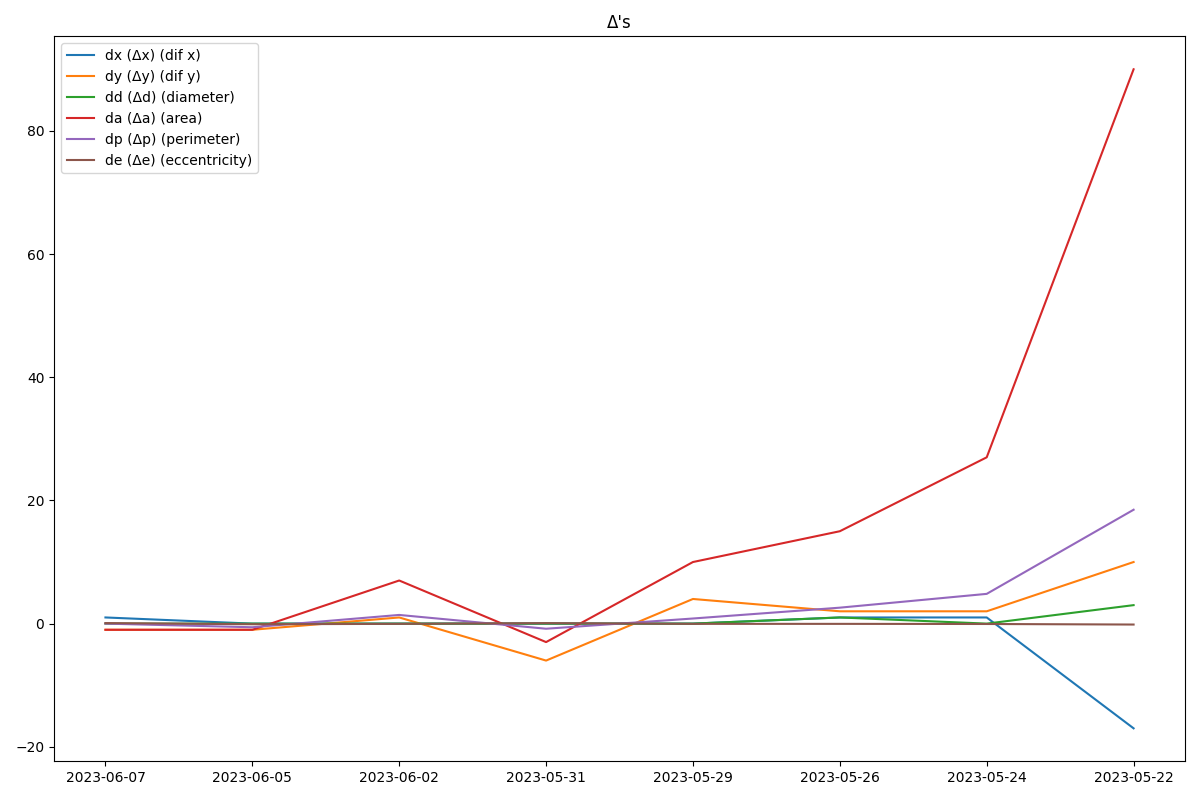 Δ's
dx (Δx) (dif x)
dy (Δy) (dif y)
dd (Δd) (diameter)
da (Δa) (area)
dp (Δp) (perimeter)
de (Δe) (eccentricity)
80
60
40
20
0
−20
2023-06-07 2023-06-05 2023-06-02 2023-05-31 2023-05-29 2023-05-26 2023-05-24 2023-05-22